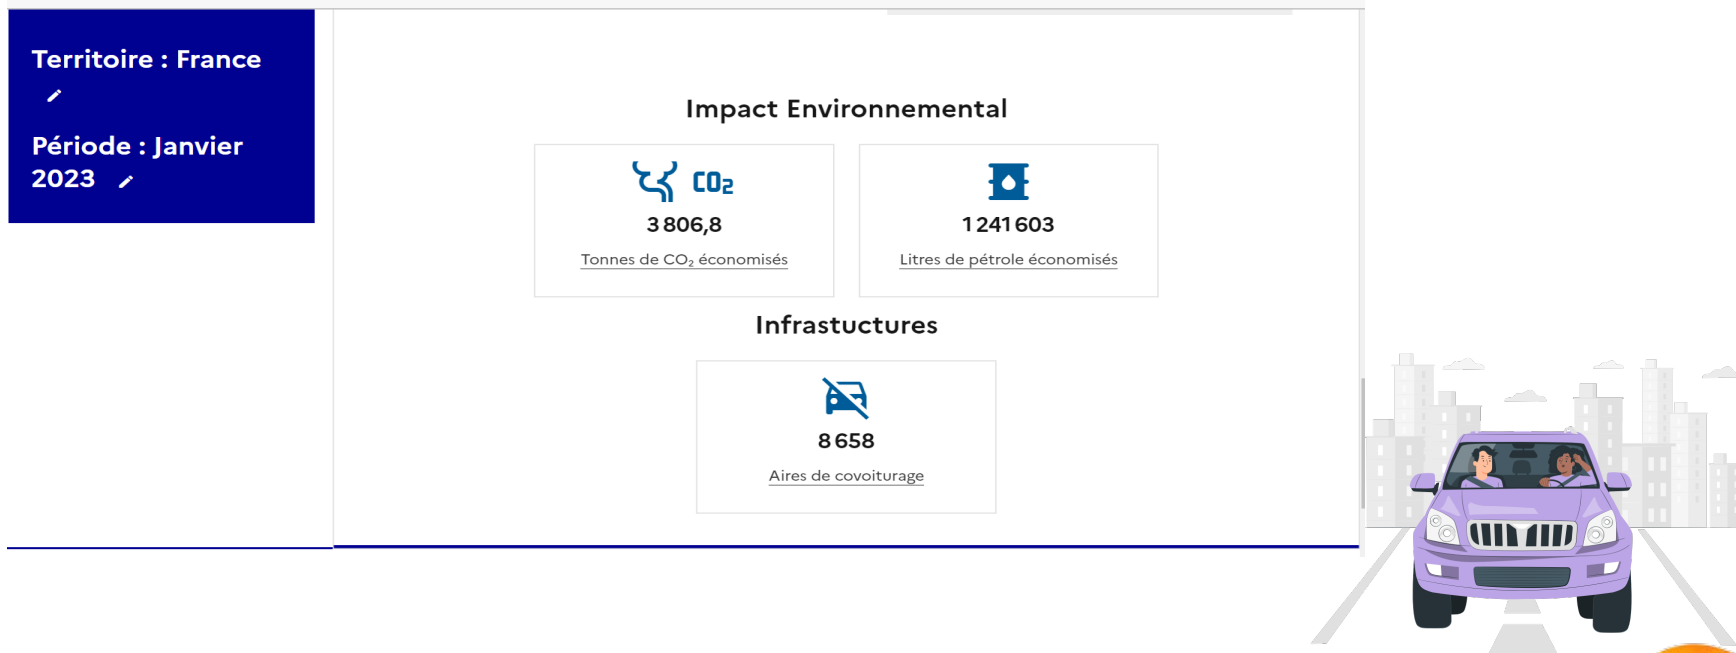 Territoire : France
Période : Janvier
2023
Impact Environnemental
CO₂
3 806,8
Tonnes de CO₂ économisés
1 241 603
Litres de pétrole économisés
Infrastuctures
8 658
Aires de covoiturage